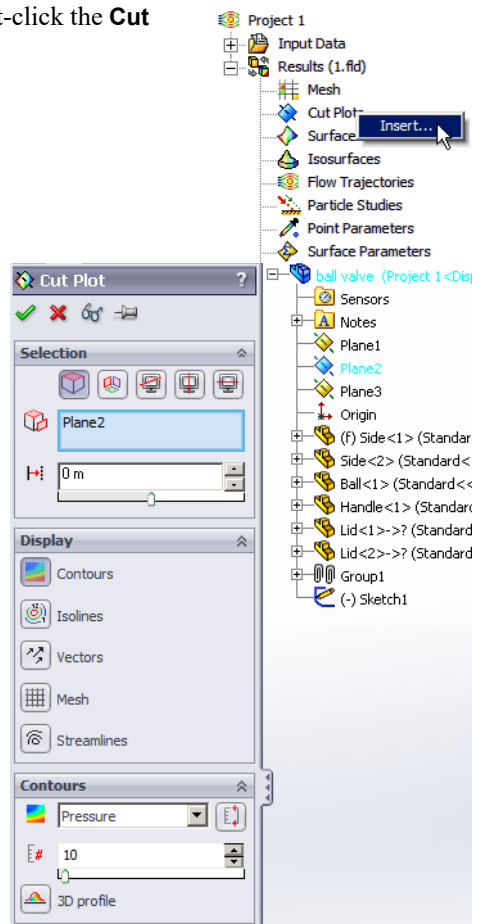 t-click the Cut
Project 1
Input Data
Results (1.fld)
Mesh
Cut Plots
Insert...
Surface
Isosurfaces
Flow Trajectories
Particle Studies
Point Parameters
Surface Parameters
ball valve (Project 1<Disp
Sensors
Notes
Plane1
Plane2
Plane3
Origin
(f) Side<1> (Standar
Side<2> (Standard<
Ball<1> (Standard<<
Handle<1> (Standard
Lid<1>->? (Standard
Lid<2>->? (Standard
Group1
(-) Sketch1
Cut Plot ?
Selection
Plane2
0 m
Display
Contours
Isolines
Vectors
Mesh
Streamlines
Contours
Pressure
10
3D profile